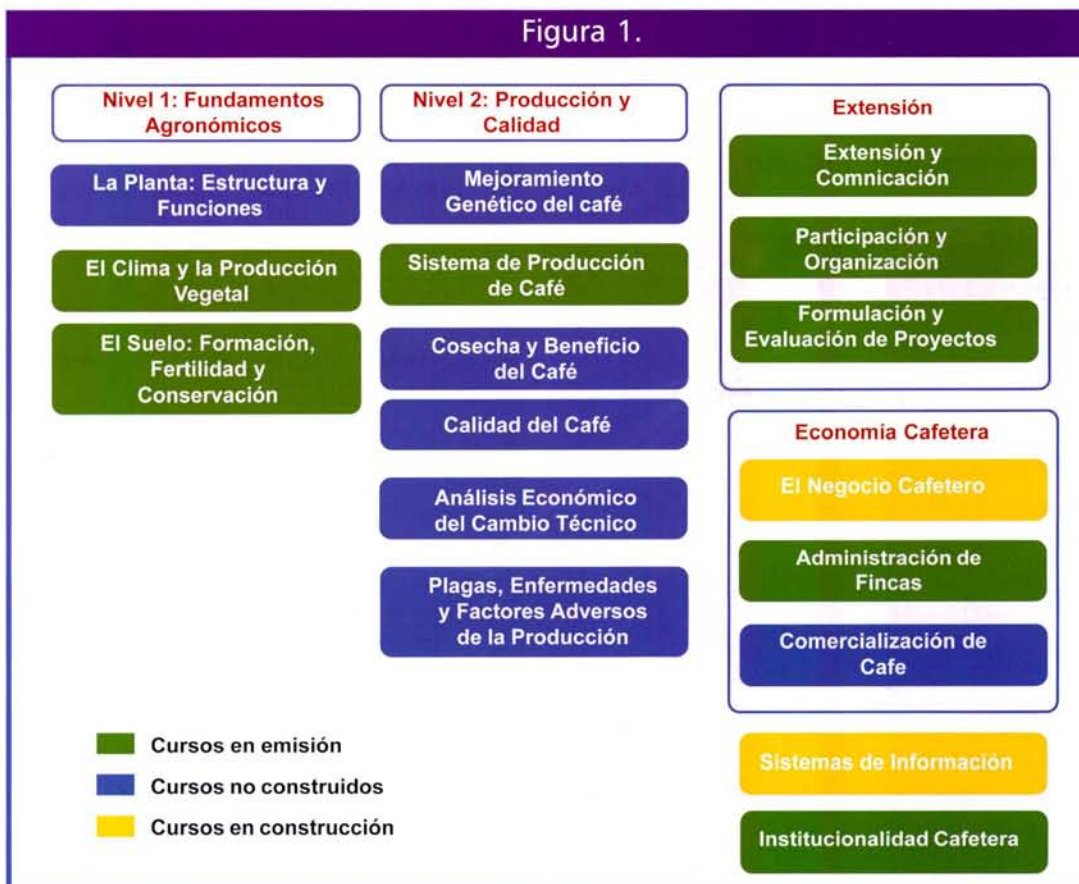 Figura 1.
Nivel 1: Fundamentos
Agronómicos
La Planta: Estructura y
Funciones
El Clima y la Producción
Vegetal
El Suelo: Formación,
Fertilidad y
Conservación
Nivel 2: Producción y
Calidad
Mejoramiento
Genético del café
Sistema de Producción
de Café
Cosecha y Beneficio
del Café
Calidad del Café
Análisis Económico
del Cambio Técnico
Plagas, Enfermedades
y Factores Adversos
de la Producción
Extensión
Extensión y
Comnicación
Participación y
Organización
Formulación y
Evaluación de Proyectos
Economía Cafetera
El Negocio Cafetero
Administración de
Fincas
Comercialización de
Cafe
Sistemas de Información
Institucionalidad Cafetera
Cursos en emisión
Cursos no construidos
Cursos en construcción